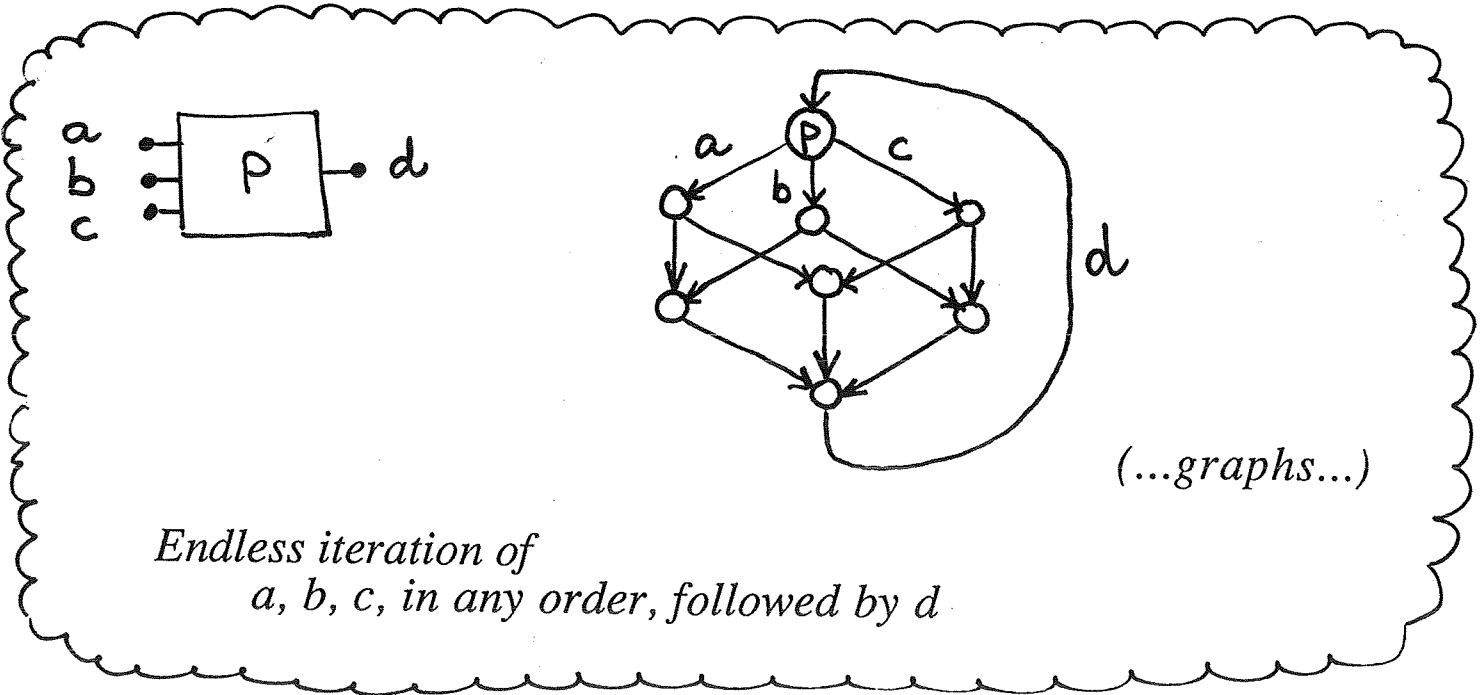 a
b
c
P
d
P
a
b
c
d
(...graphs...)
Endless iteration of
a, b, c, in any order, followed by d